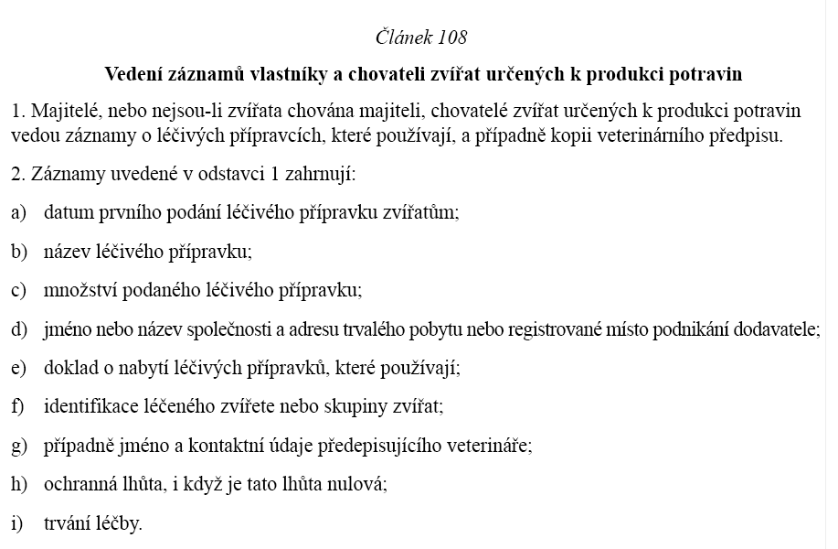 Článek 108
Vedení záznamů vlastníky a chovateli zvířat určených k produkci potravin
1. Majitelé, nebo nejsou-li zvířata chována majiteli, chovatelé zvířat určených k produkci potravin
vedou záznamy o léčivých přípravcích, které používají, a případně kopii veterinárního předpisu.
2. Záznamy uvedené v odstavci 1 zahrnují:
a) datum prvního podání léčivého přípravku zvířatům;
b) název léčivého přípravku;
c) množství podaného léčivého přípravku;
d) jméno nebo název společnosti a adresu trvalého pobytu nebo registrované místo podnikání dodavatele;
e) doklad o nabytí léčivých přípravků, které používají;
f) identifikace léčeného zvířete nebo skupiny zvířat;
g) případně jméno a kontaktní údaje předepisujícího veterináře;
h) ochranná lhůta, i když je tato lhůta nulová;
i) trvání léčby.